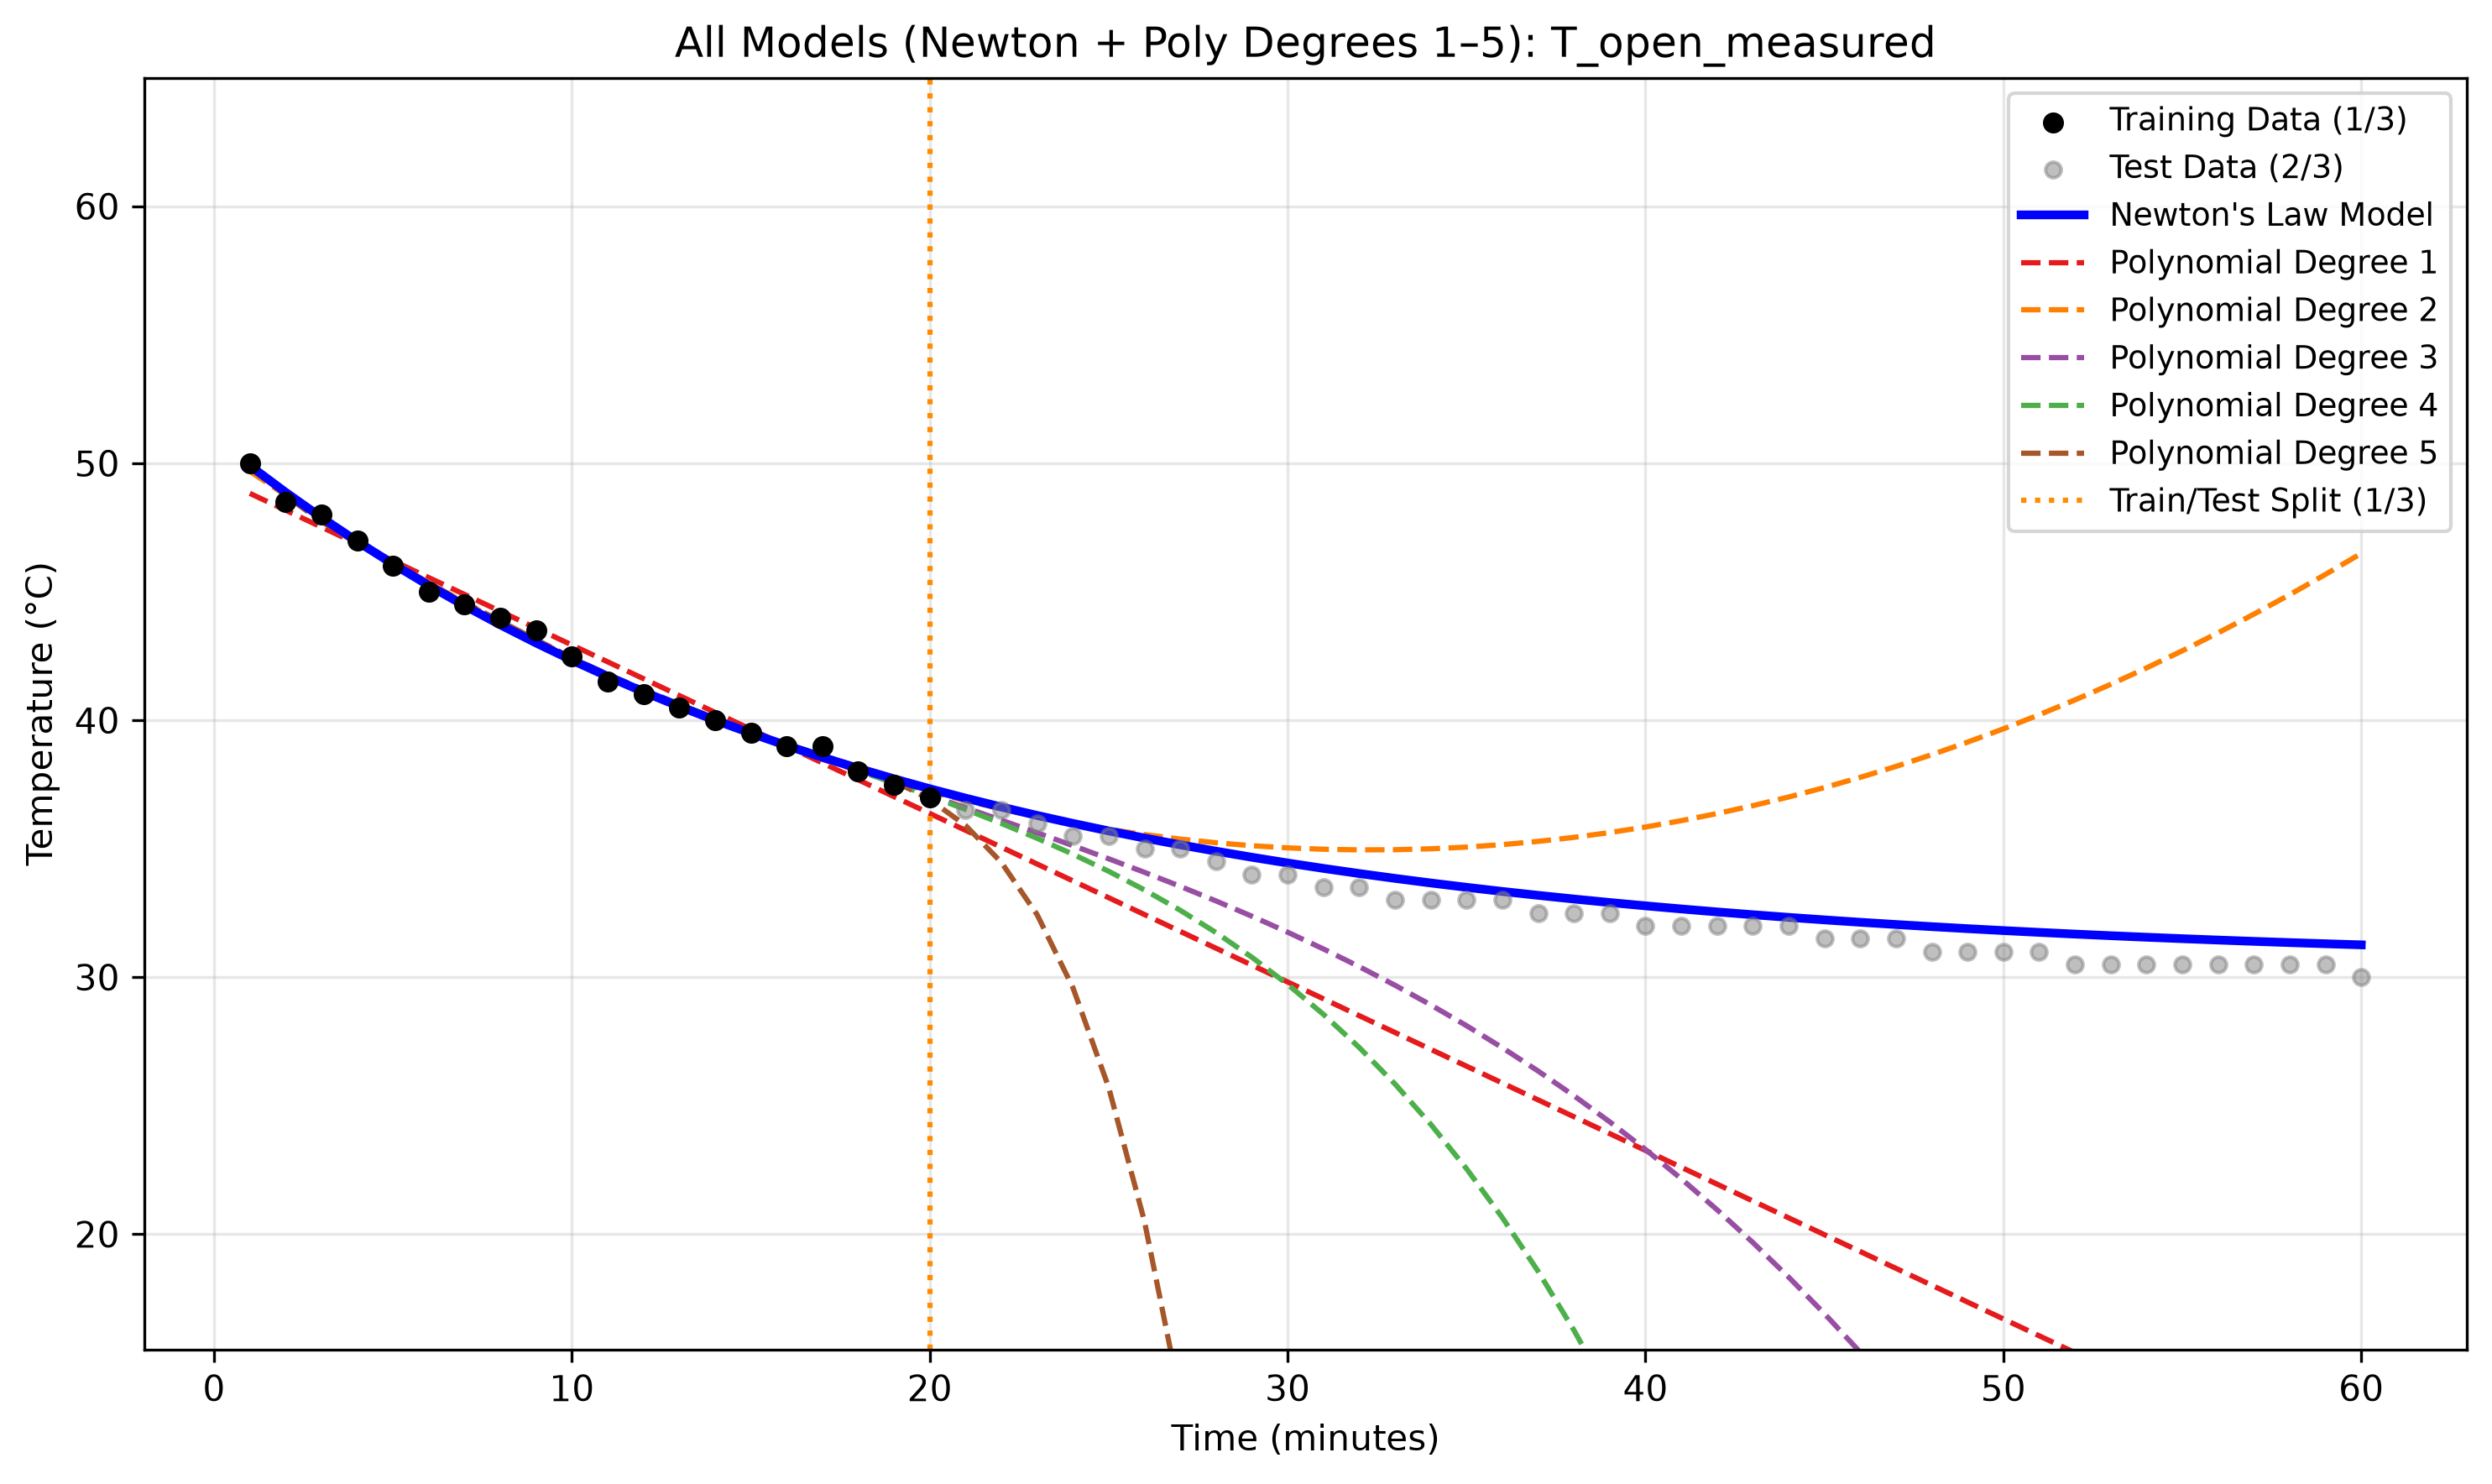 All Models (Newton + Poly Degrees 1–5): T_open_measured
Training Data (1/3)
Test Data (2/3)
Newton's Law Model
Polynomial Degree 1
Polynomial Degree 2
Polynomial Degree 3
Polynomial Degree 4
Polynomial Degree 5
Train/Test Split (1/3)
Temperature (°C)
60
50
40
30
20
0 10 20 30 40 50 60
Time (minutes)